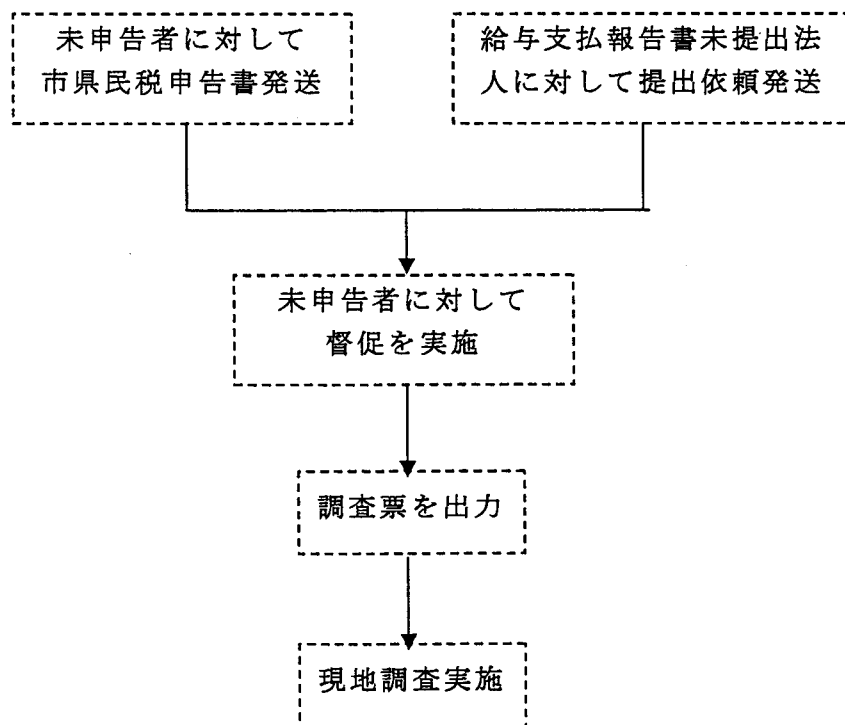 未申告者に対して
市県民税申告書発送
給与支払報告書未提出法
人に対して提出依頼発送
未申告者に対して
督促を実施
調査票を出力
現地調査実施